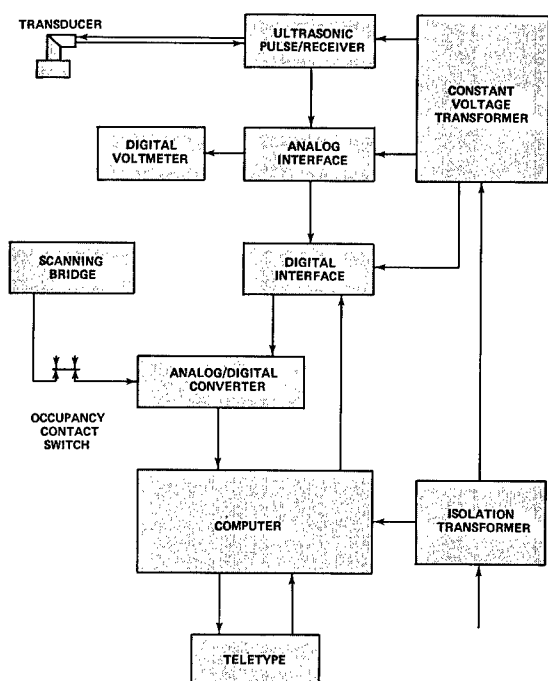 TRANSDUCER
ULTRASONIC
PULSE/RECEIVER
CONSTANT
VOLTAGE
TRANSFORMER
DIGITAL
VOLTMETER
ANALOG
INTERFACE
SCANNING
BRIDGE
DIGITAL
INTERFACE
ANALOG/DIGITAL
CONVERTER
OCCUPANCY
CONTACT
SWITCH
COMPUTER
ISOLATION
TRANSFORMER
TELETYPE